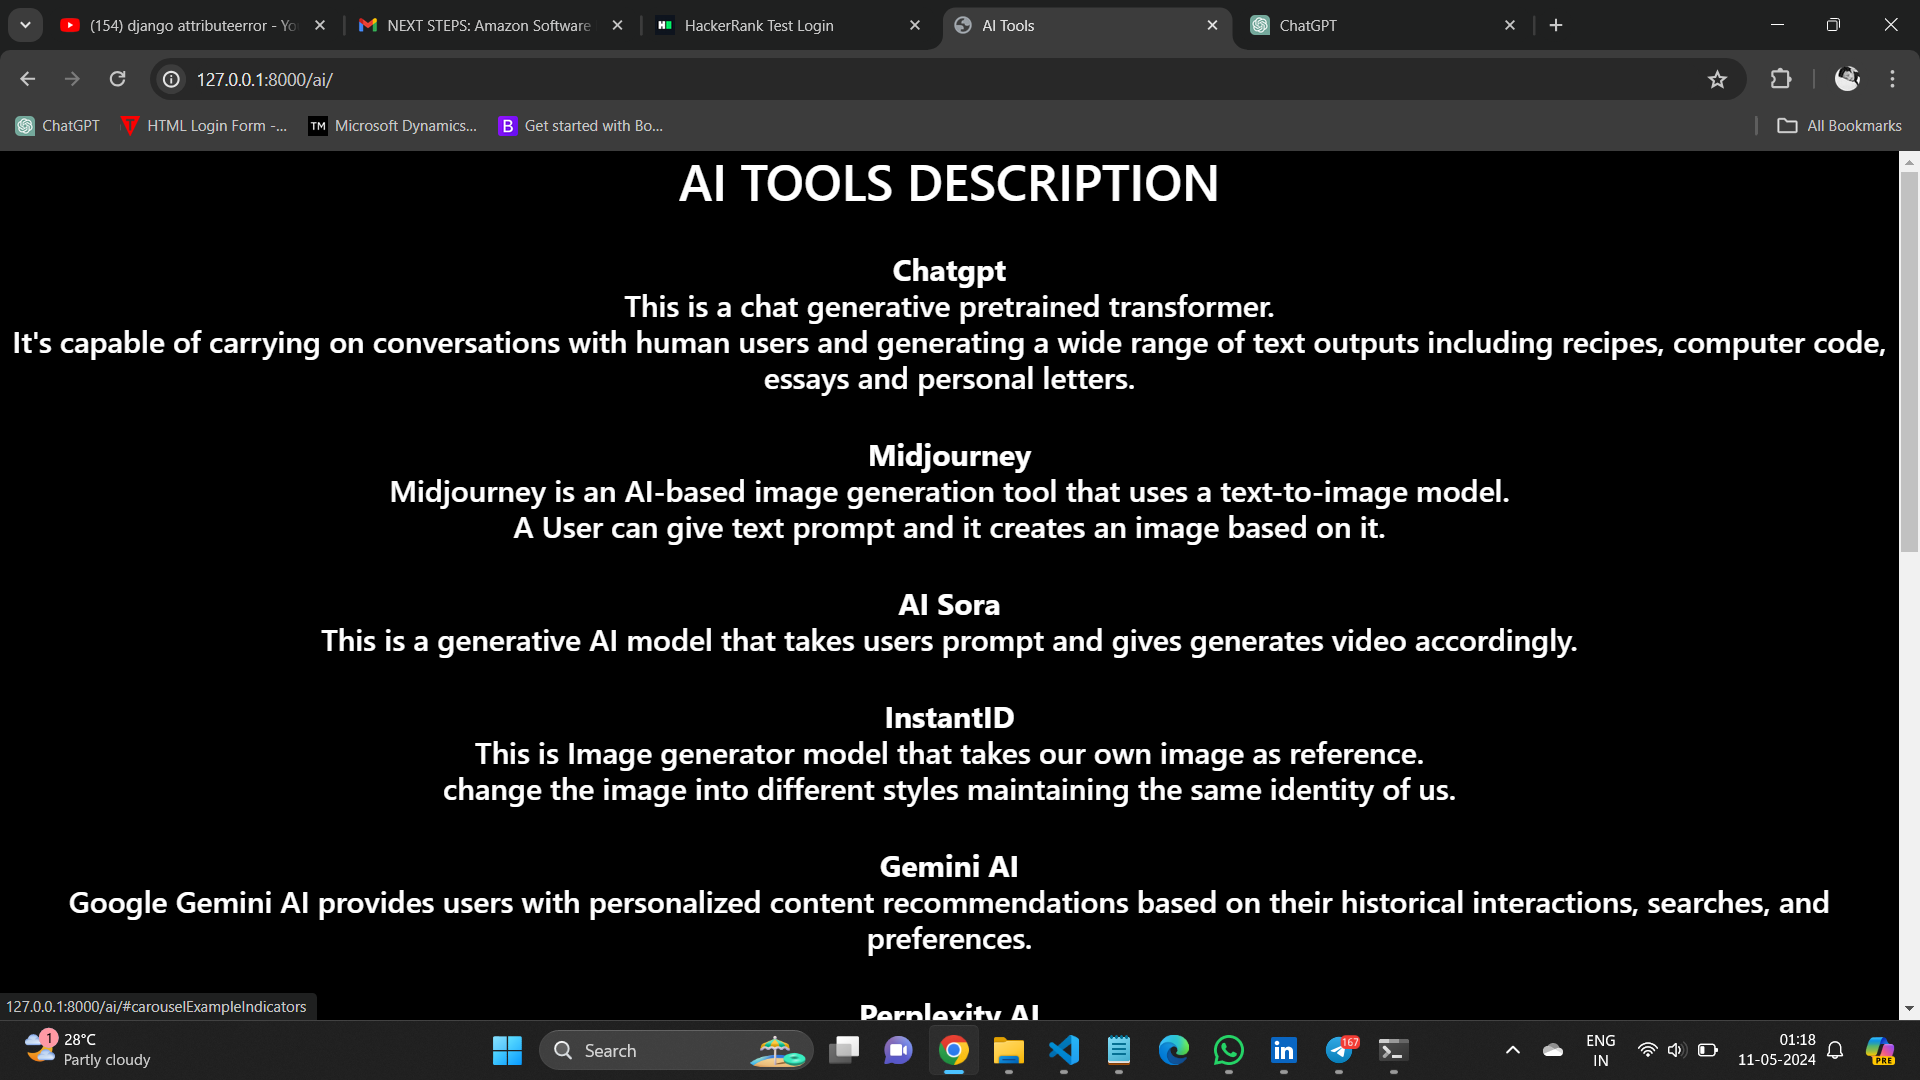 (154) django attributeerror - Yo
NEXT STEPS: Amazon Software
HackerRank Test Login
AI Tools
ChatGPT
127.0.0.1:8000/ai/
ChatGPT
HTML Login Form -...
TM
Microsoft Dynamics...
B
Get started with Bo...
All Bookmarks
AI TOOLS DESCRIPTION
Chatgpt
This is a chat generative pretrained transformer.
It's capable of carrying on conversations with human users and generating a wide range of text outputs including recipes, computer code,
essays and personal letters.
Midjourney
Midjourney is an AI-based image generation tool that uses a text-to-image model.
A User can give text prompt and it creates an image based on it.
AI Sora
This is a generative AI model that takes users prompt and gives generates video accordingly.
InstantID
This is Image generator model that takes our own image as reference.
change the image into different styles maintaining the same identity of us.
Gemini AI
Google Gemini AI provides users with personalized content recommendations based on their historical interactions, searches, and
preferences.
Perplexity AI
127.0.0.1:8000/ai/#carouselExampleIndicators
1
28°C
Partly cloudy
Search
167
ENG
IN
01:18
11-05-2024
PRE